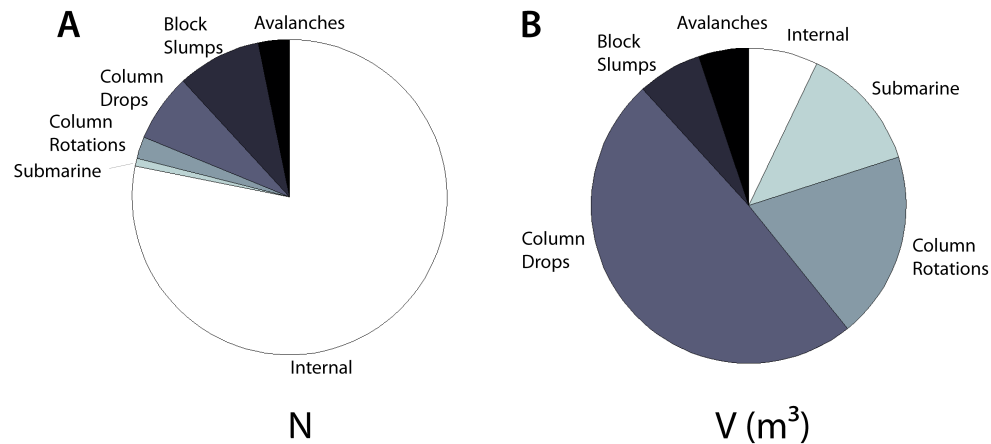 A
Avalanches
Block
Slumps
Column
Drops
Column
Rotations
Submarine
Internal
N
B
Avalanches
Internal
Block
Slumps
Submarine
Column
Drops
Column
Rotations
V (m³)